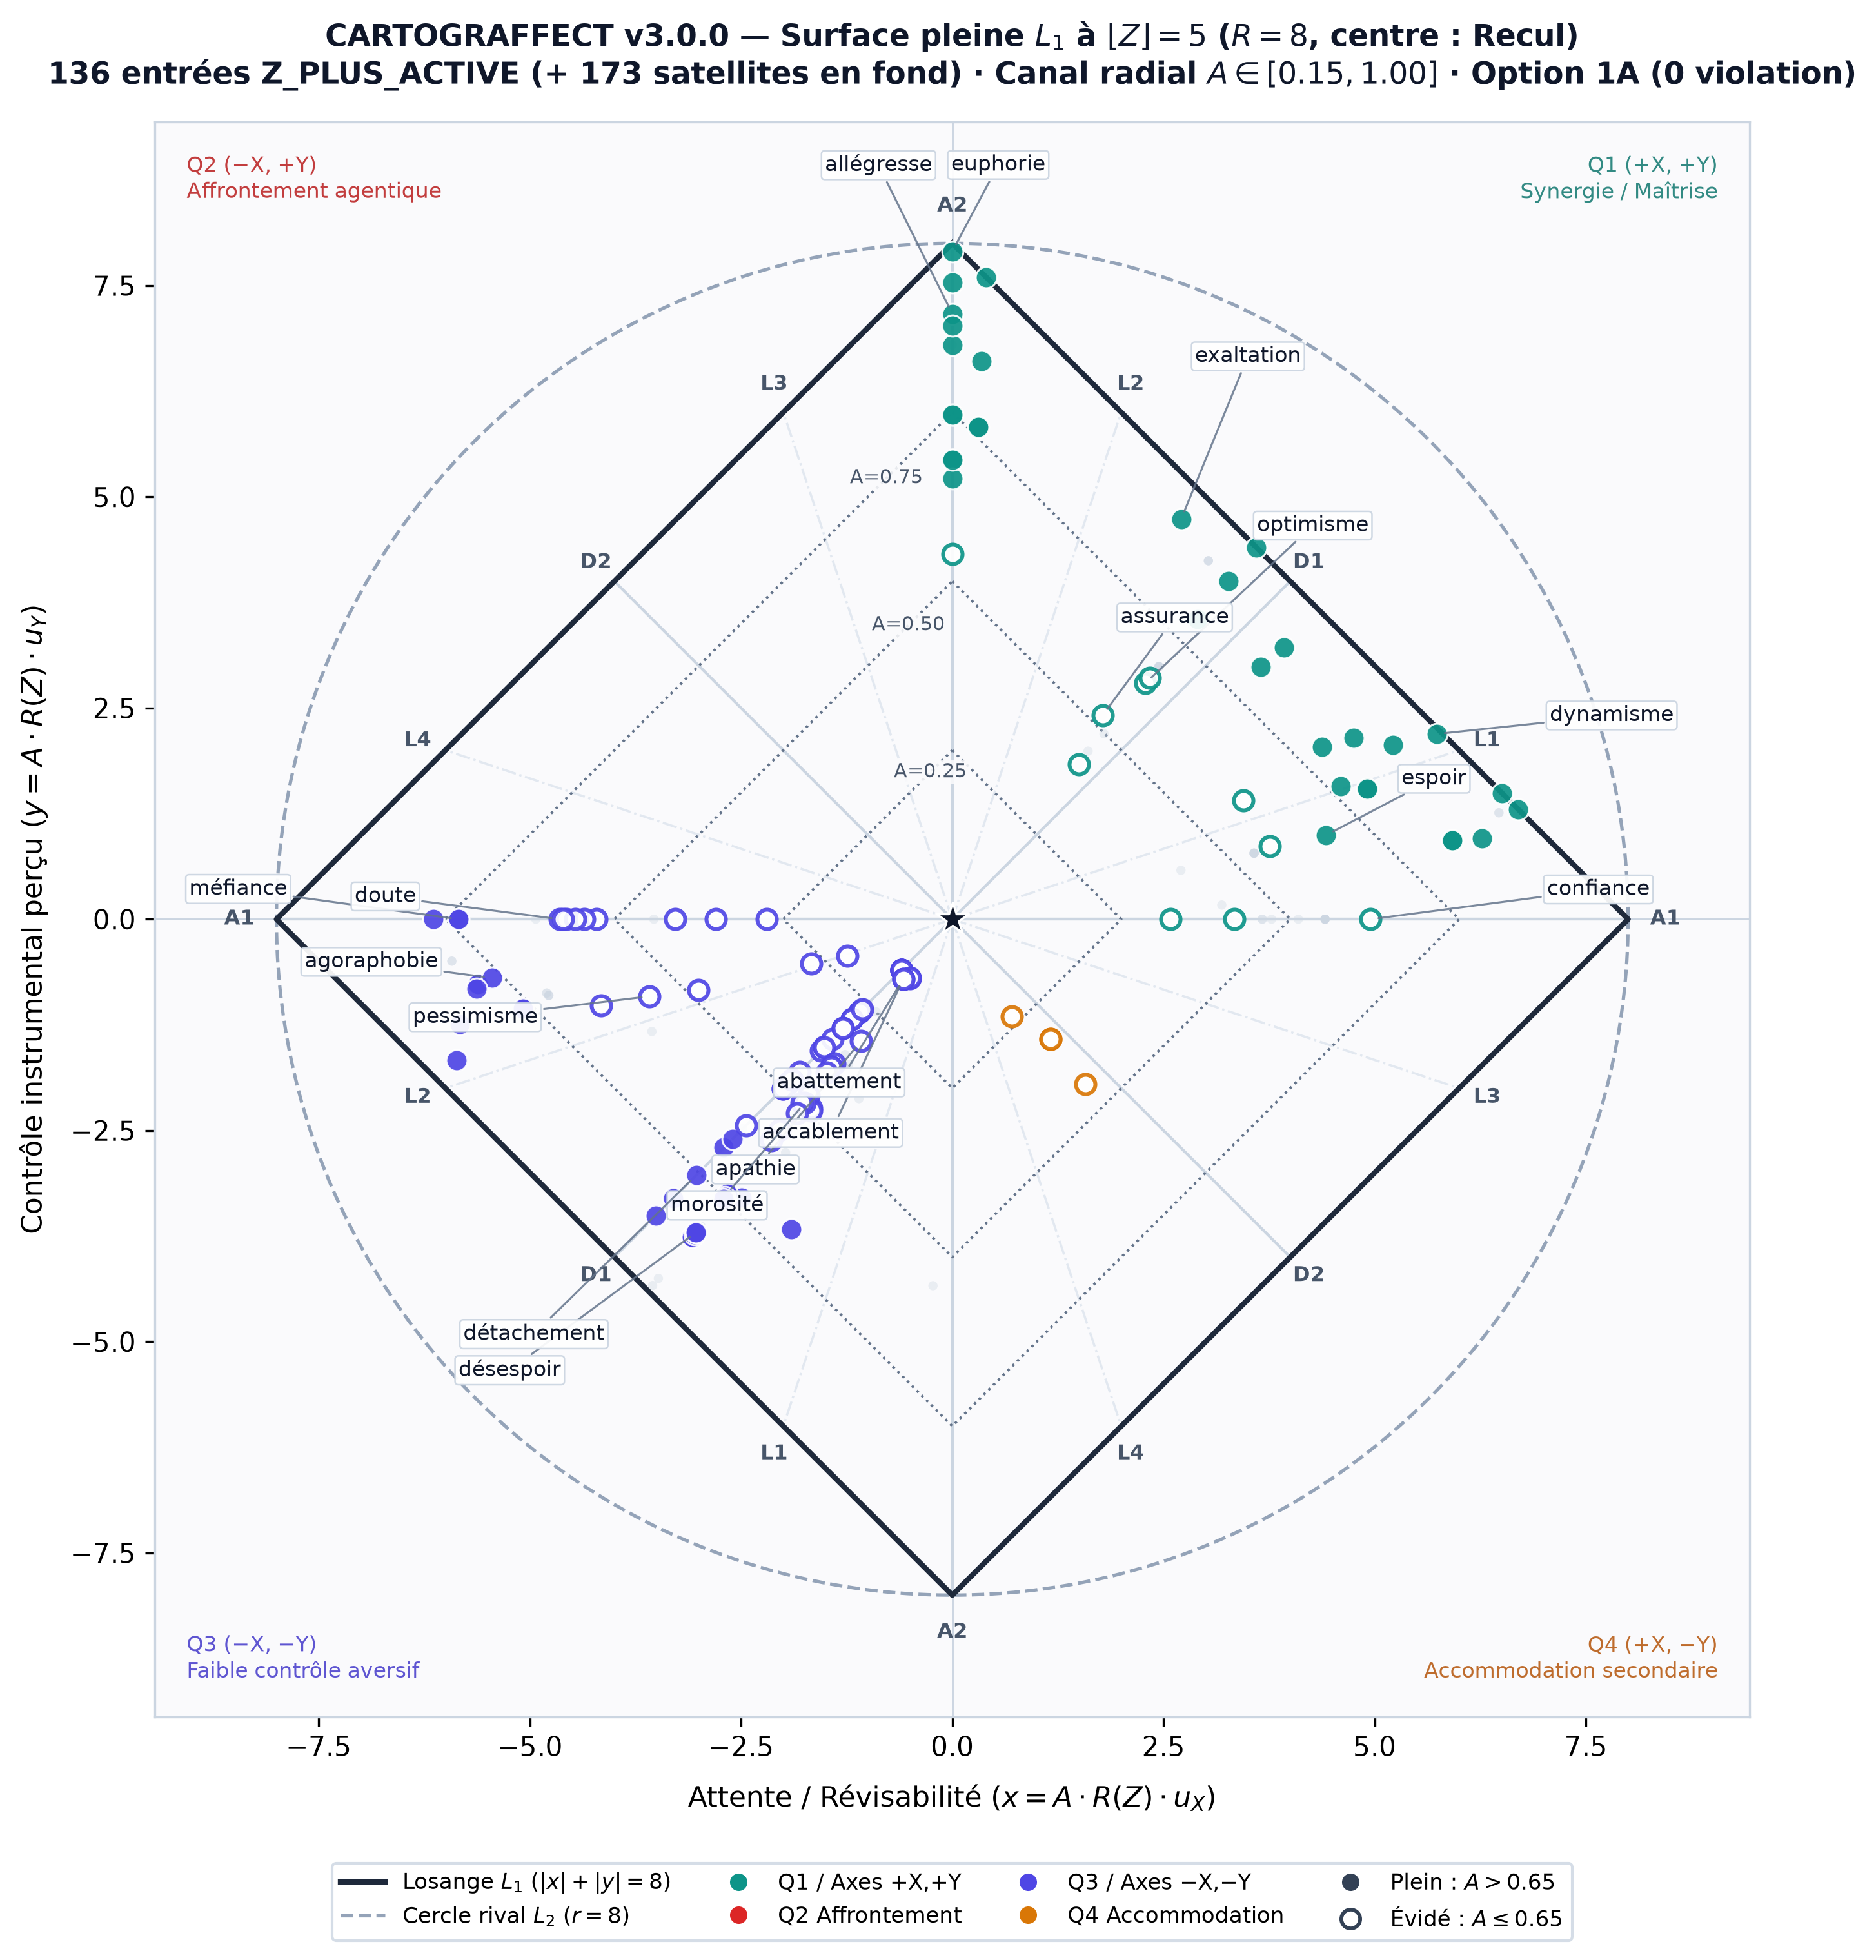 CARTOGRAFFECT v3.0.0 — Surface pleine L₁ à ⌊Z⌋ = 5 (R = 8, centre : Recul)
136 entrées Z_PLUS_ACTIVE (+ 173 satellites en fond) · Canal radial A ∈ [0.15, 1.00] · Option 1A (0 violation)
Q2 (−X, +Y)
Affrontement agentique
allégresse
euphorie
Q1 (+X, +Y)
Synergie / Maîtrise
A2
7.5
L3
exaltation
L2
A=0.75
5.0
optimisme
D2
D1
A=0.50
assurance
2.5
dynamisme
L4
L1
A=0.25
espoir
méfiance
doute
confiance
0.0
A1
A1
agoraphobie
pessimisme
L2
abattement
L3
accablement
−2.5
apathie
morosité
D1
D2
détachement
−5.0
désespoir
L1
L4
−7.5
A2
Q3 (−X, −Y)
Faible contrôle aversif
Q4 (+X, −Y)
Accommodation secondaire
−7.5
−5.0
−2.5
0.0
2.5
5.0
7.5
Contrôle instrumental perçu (y = A · R(Z) · u_Y)
Attente / Révisabilité (x = A · R(Z) · u_X)
Losange L₁ (|x| + |y| = 8)
Cercle rival L₂ (r = 8)
Q1 / Axes +X,+Y
Q2 Affrontement
Q3 / Axes −X,−Y
Q4 Accommodation
Plein : A > 0.65
Évidé : A ≤ 0.65